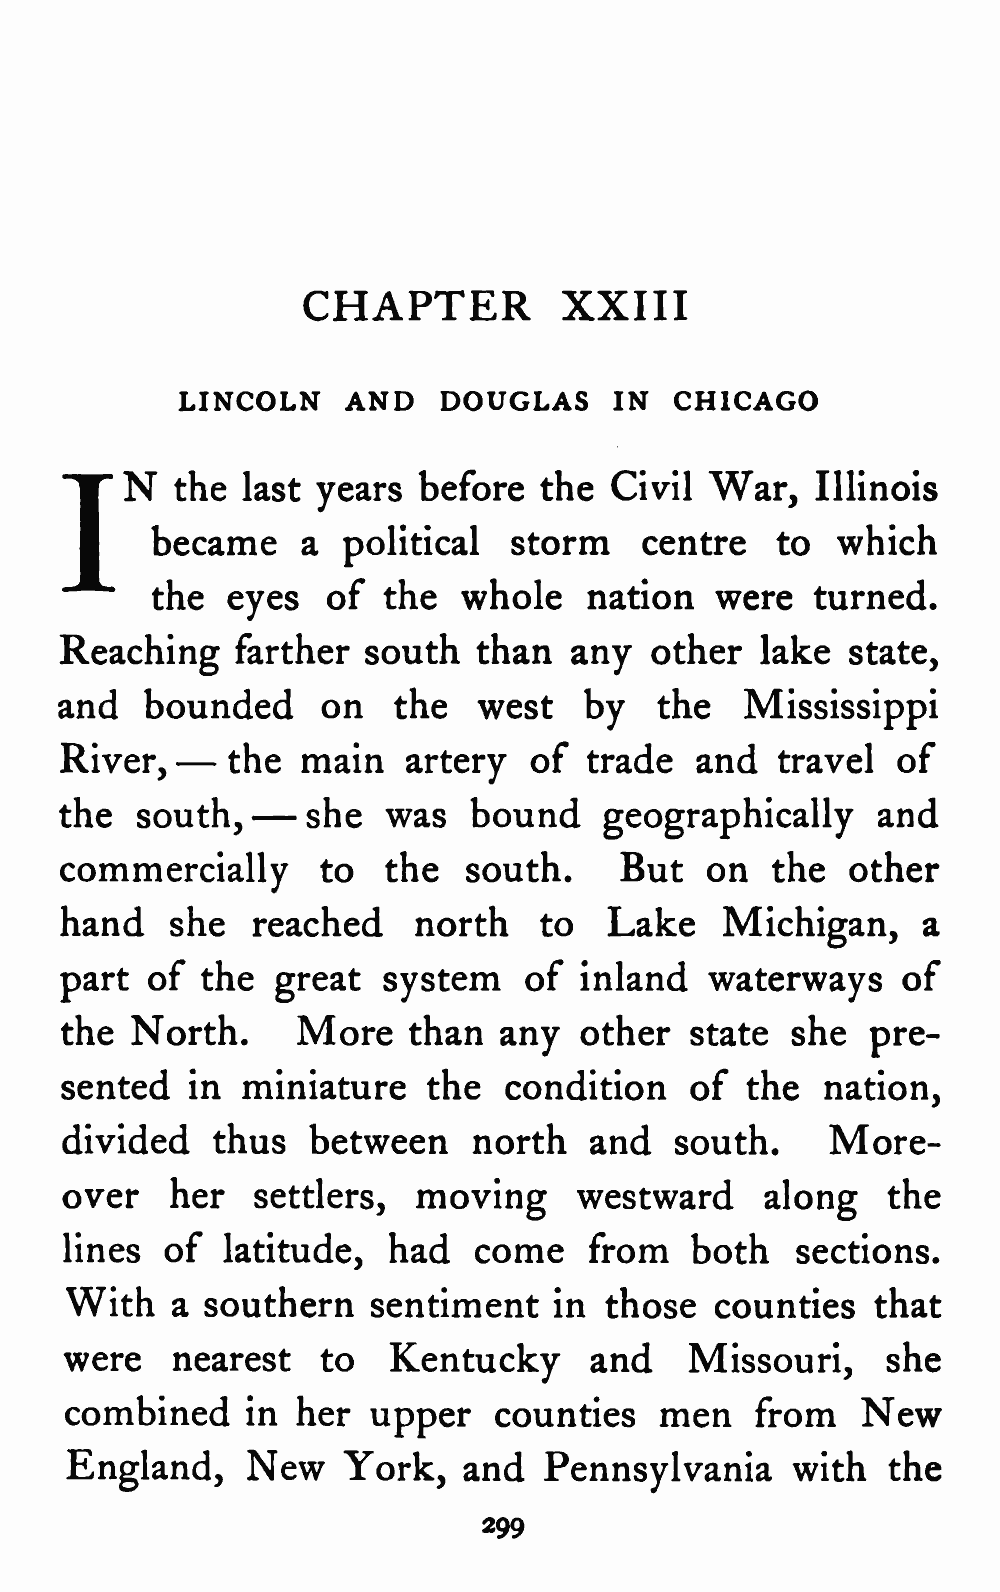 CHAPTER XXIII
LINCOLN AND DOUGLAS IN CHICAGO
IN the last years before the Civil War, Illinois
became a political storm centre to which
the eyes of the whole nation were turned.
Reaching farther south than any other lake state,
and bounded on the west by the Mississippi
River, — the main artery of trade and travel of
the south, — she was bound geographically and
commercially to the south. But on the other
hand she reached north to Lake Michigan, a
part of the great system of inland waterways of
the North. More than any other state she pre-
sented in miniature the condition of the nation,
divided thus between north and south. More-
over her settlers, moving westward along the
lines of latitude, had come from both sections.
With a southern sentiment in those counties that
were nearest to Kentucky and Missouri, she
combined in her upper counties men from New
England, New York, and Pennsylvania with the
299